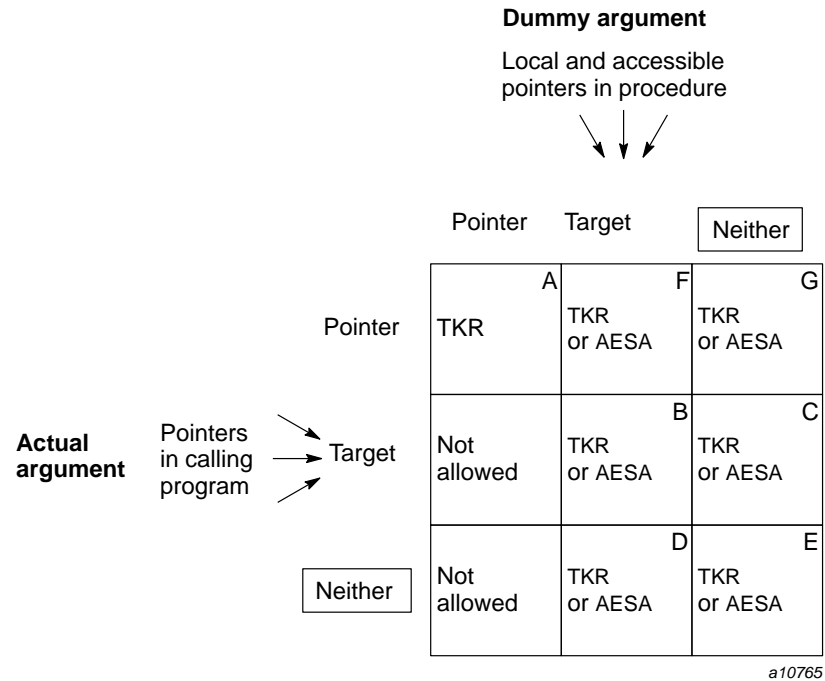 Dummy argument
Local and accessible
pointers in procedure
Pointer Target Neither
A F G
Pointer TKR TKR TKR
or AESA or AESA
B C
Actual Pointers Target Not TKR TKR
argument in calling allowed or AESA or AESA
program
D E
Neither Not TKR TKR
allowed or AESA or AESA
a10765